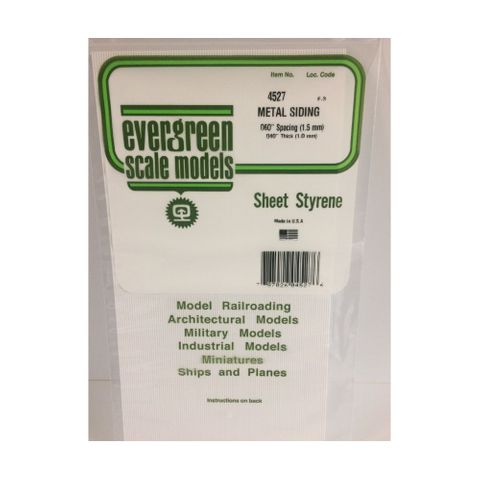 Item No. Loc. Code
4527
METAL SIDING
.060" Spacing (1.5 mm)
.040" Thick (1.0 mm)
evergreen
scale models
Sheet Styrene
Made in U.S.A
Model Railroading
Architectural Models
Military Models
Industrial Models
Miniatures
Ships and Planes
Instructions on back